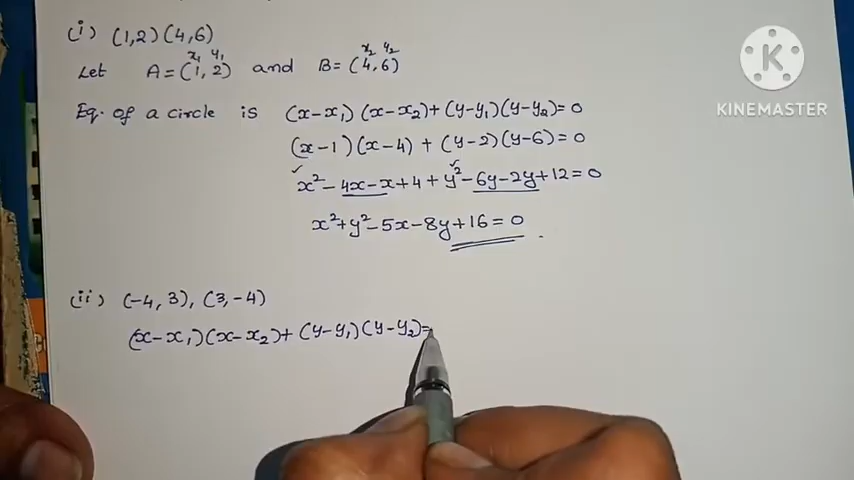 (i) (1,2) (4,6)
x₁ y₁ x₂ y₂
Let A = (1, 2) and B = (4, 6)
Eq. of a circle is (x-x₁) (x-x₂) + (y-y₁) (y-y₂) = 0
(x-1) (x-4) + (y-2) (y-6) = 0
x² - 4x - x + 4 + y² - 6y - 2y + 12 = 0
x² + y² - 5x - 8y + 16 = 0
(ii) (-4, 3), (3, -4)
(x-x₁) (x-x₂) + (y-y₁) (y-y₂) =
K
KINEMASTER